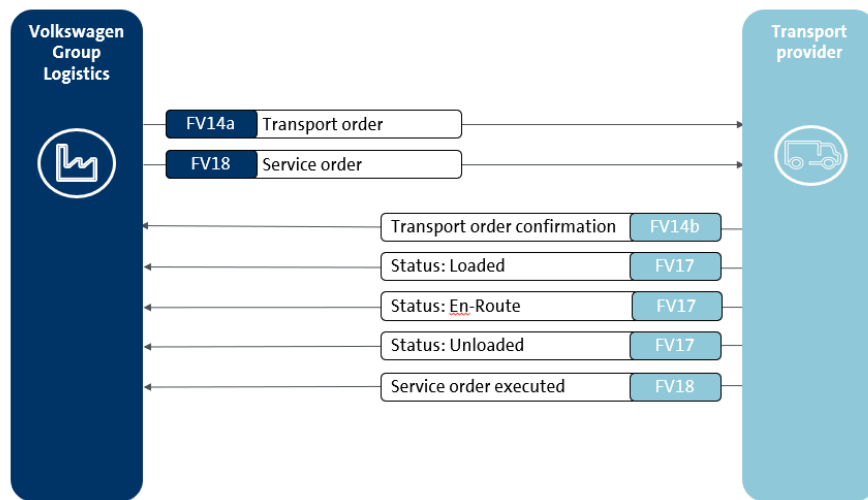 Volkswagen
Group
Logistics
Transport
provider
FV14a Transport order
FV18 Service order
Transport order confirmation FV14b
Status: Loaded FV17
Status: En-Route FV17
Status: Unloaded FV17
Service order executed FV18